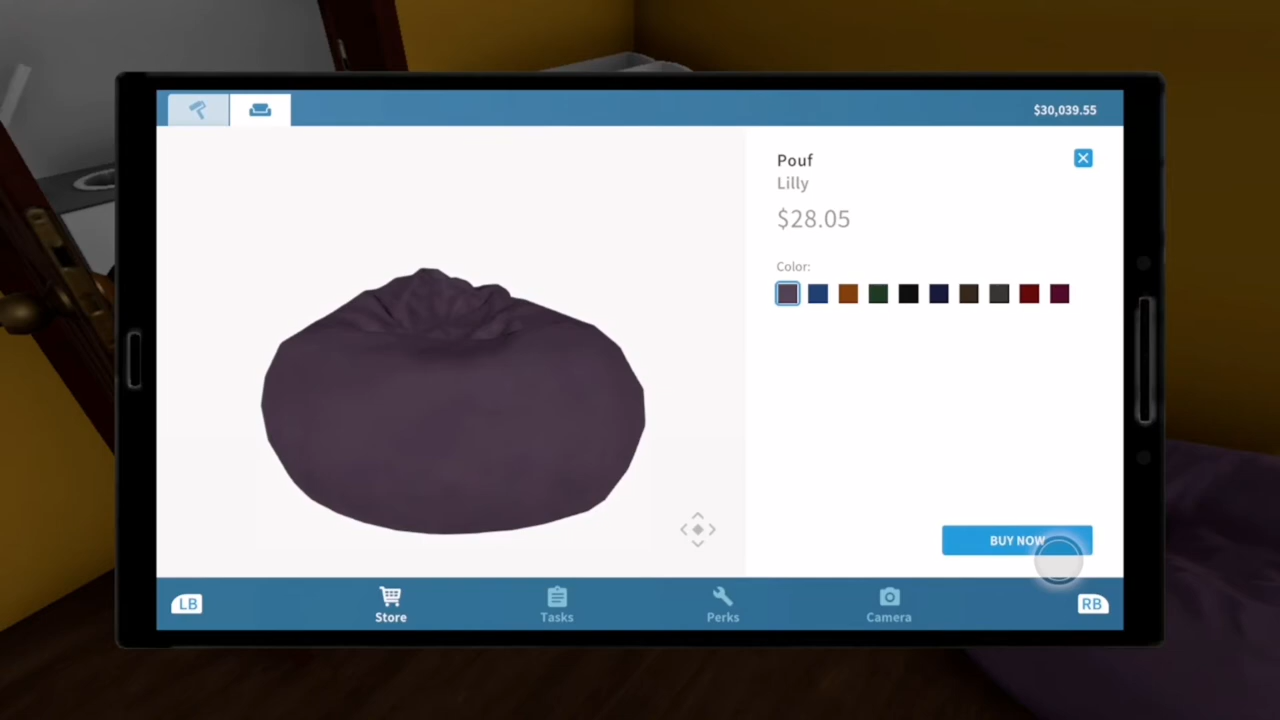 $30,039.55
Pouf
Lilly
$28.05
Color:
BUY NOW
LB
Store
Tasks
Perks
Camera
RB